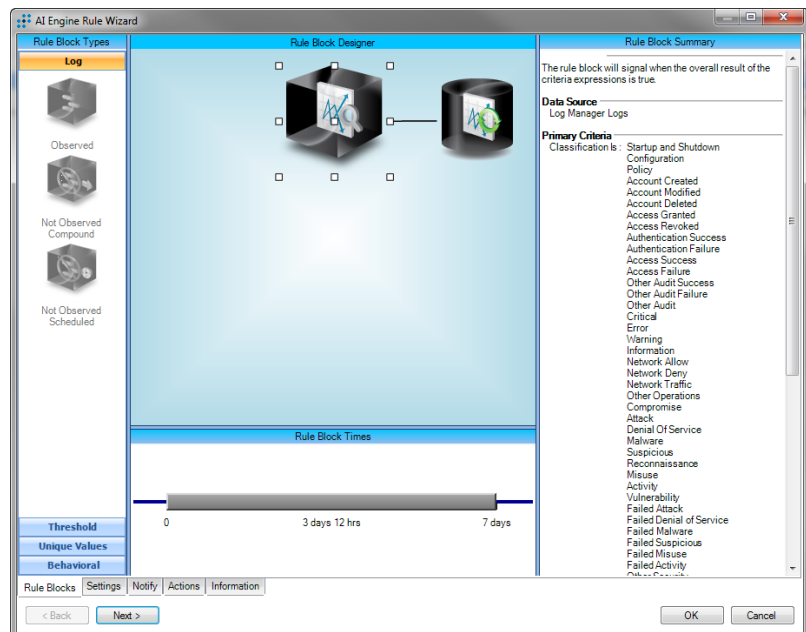 AI Engine Rule Wizard
Rule Block Types
Log
Observed
Not Observed
Compound
Not Observed
Scheduled
Threshold
Unique Values
Behavioral
Rule Block Designer
Rule Block Times
0
3 days 12 hrs
7 days
Rule Block Summary
The rule block will signal when the overall result of the
criteria expressions is true.
Data Source
Log Manager Logs
Primary Criteria
Classification Is : Startup and Shutdown
Configuration
Policy
Account Created
Account Modified
Account Deleted
Access Granted
Access Revoked
Authentication Success
Authentication Failure
Access Success
Access Failure
Other Audit Success
Other Audit Failure
Other Audit
Critical
Error
Warning
Information
Network Allow
Network Deny
Network Traffic
Other Operations
Compromise
Attack
Denial Of Service
Malware
Suspicious
Reconnaissance
Misuse
Activity
Vulnerability
Failed Attack
Failed Denial of Service
Failed Malware
Failed Suspicious
Failed Misuse
Failed Activity
Other Security
Rule Blocks Settings Notify Actions Information
< Back Next > OK Cancel